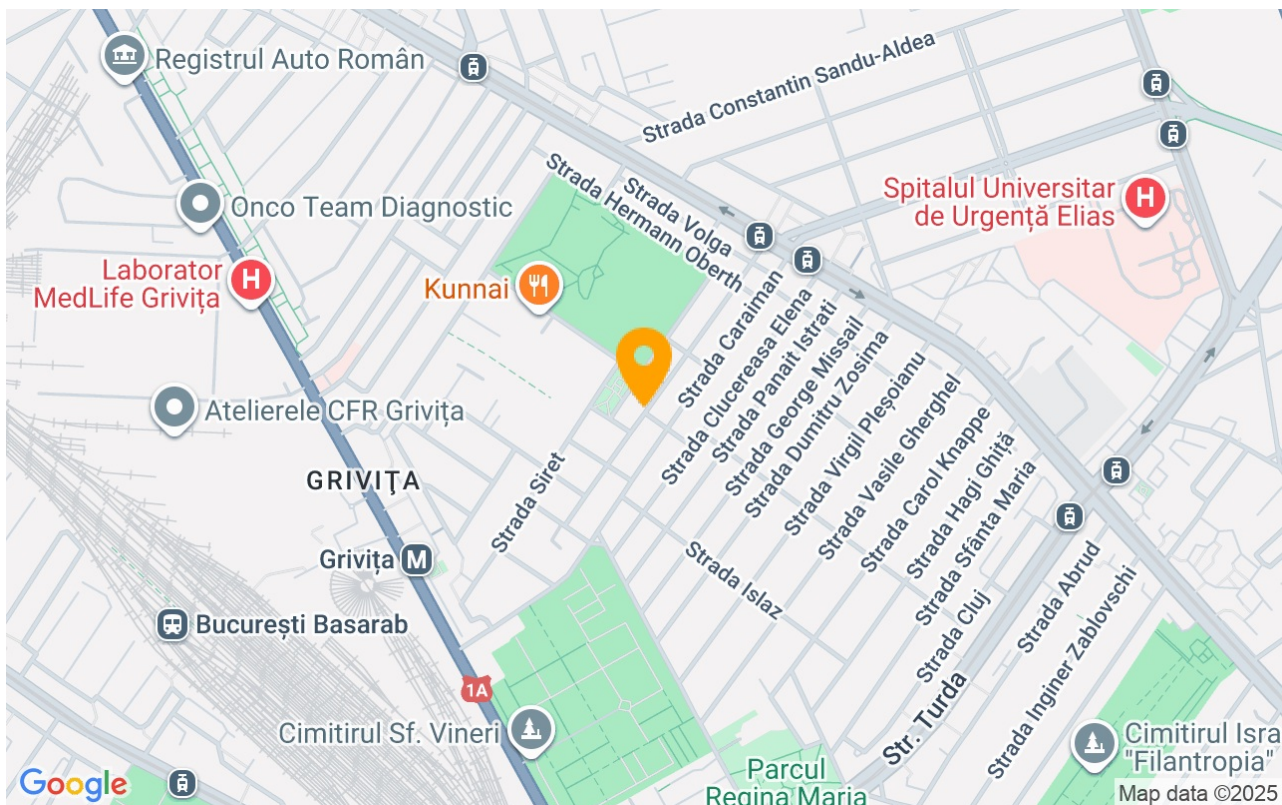 Registrul Auto Român
Strada Constantin Sandu-Aldea
Strada Hermann Oberth
Strada Volga
Spitalul Universitar
de Urgență Elias
Onco Team Diagnostic
Laborator
MedLife Grivița
H
H
Kunnai
Strada Caraiman
Strada Clucereasa Elena
Strada Panait Istrati
Strada George Missail
Strada Dumitru Zosima
Strada Virgil Pleșoianu
Strada Vasile Gherghel
Strada Carol Knappe
Strada Hagi Ghiță
Strada Sfânta Maria
Strada Cluj
Atelierele CFR Grivița
GRIVIŢA
Strada Siret
Grivița
M
Strada Islaz
Strada Abrud
Strada Inginer Zablovschi
București Basarab
1A
Str. Turda
Cimitirul Sf. Vineri
Cimitirul Isra
"Filantropia"
Parcul
Regina Maria
Google
Map data ©2025